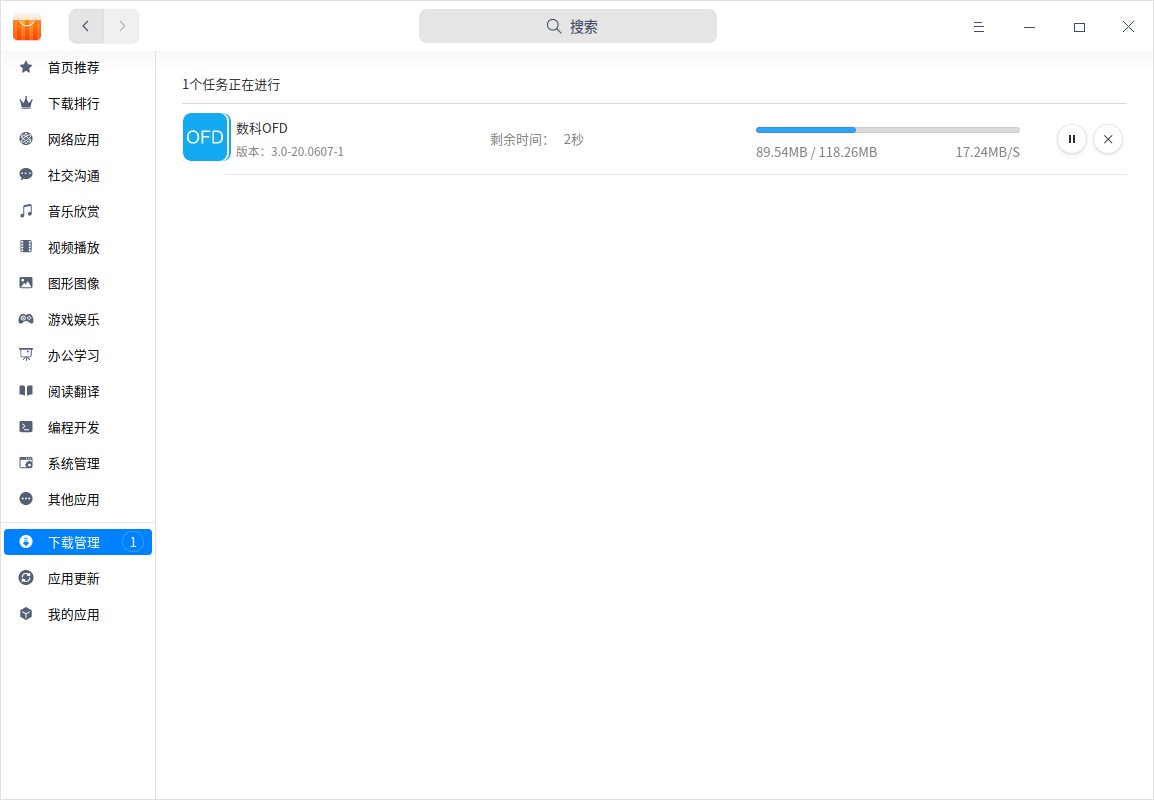 搜索
首页推荐
下载排行
网络应用
社交沟通
音乐欣赏
视频播放
图形图像
游戏娱乐
办公学习
阅读翻译
编程开发
系统管理
其他应用
下载管理 1
应用更新
我的应用
1个任务正在进行
OFD
数科OFD
版本：3.0-20.0607-1
剩余时间： 2秒
89.54MB / 118.26MB 17.24MB/S